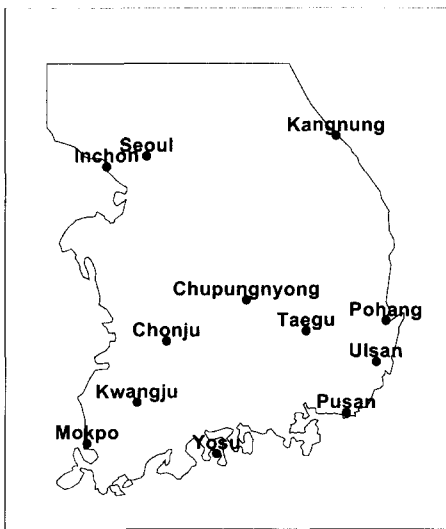 Kangnung
Seoul
Inchon
Chupungnyong
Pohang
Taegu
Chonju
Ulsan
Kwangju
Pusan
Mokpo
Yosu